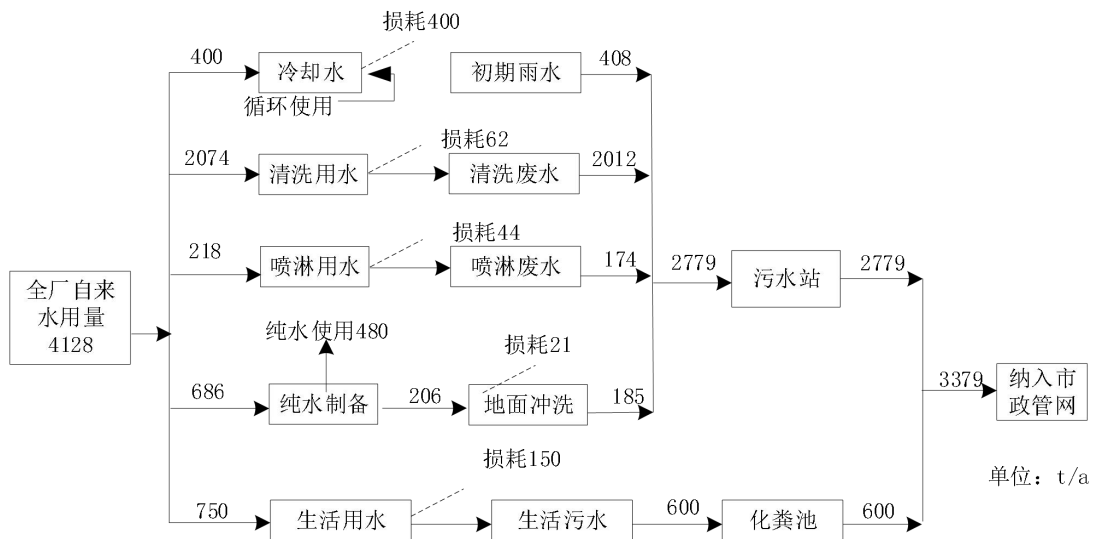 损耗400
400
冷却水
循环使用
初期雨水
408
损耗62
2074
清洗用水
清洗废水
2012
损耗44
218
喷淋用水
喷淋废水
174
2779
污水站
2779
全厂自来
水用量
4128
纯水使用480
损耗21
686
纯水制备
206
地面冲洗
185
3379
纳入市
政管网
损耗150
单位：t/a
750
生活用水
生活污水
600
化粪池
600